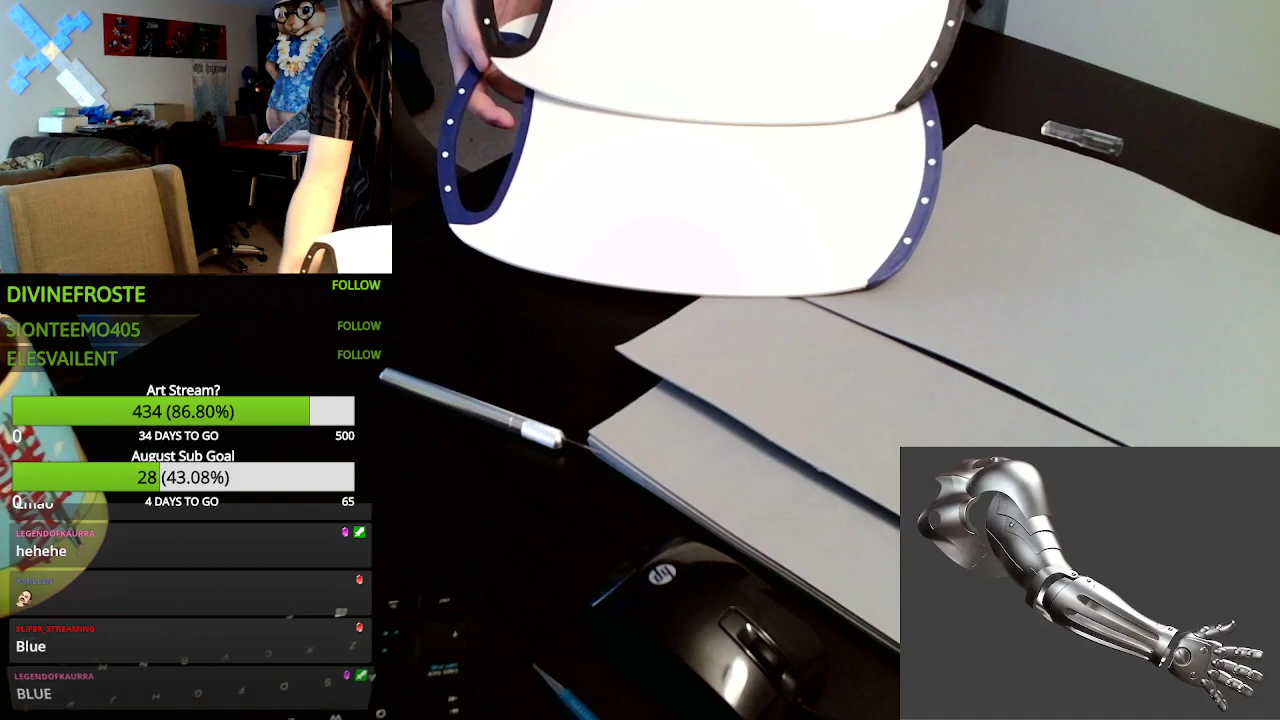 DIVINEFROSTE FOLLOW
SIONTEEMO405 FOLLOW
ELESVAILENT FOLLOW
Art Stream?
434 (86.80%)
0 34 DAYS TO GO 500
August Sub Goal
28 (43.08%)
0 4 DAYS TO GO 65
LEGENDOFKAURRA
hehehe
SLIFER_STREAMING
Blue
LEGENDOFKAURRA
BLUE
hp